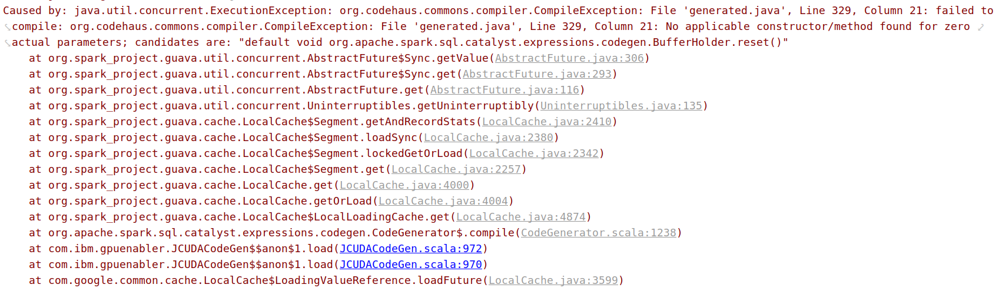 Caused by: java.util.concurrent.ExecutionException: org.codehaus.commons.compiler.CompileException: File 'generated.java', Line 329, Column 21: failed to
compile: org.codehaus.commons.compiler.CompileException: File 'generated.java', Line 329, Column 21: No applicable constructor/method found for zero
actual parameters; candidates are: "default void org.apache.spark.sql.catalyst.expressions.codegen.BufferHolder.reset()"
at org.spark_project.guava.util.concurrent.AbstractFuture$Sync.getValue(AbstractFuture.java:306)
at org.spark_project.guava.util.concurrent.AbstractFuture$Sync.get(AbstractFuture.java:293)
at org.spark_project.guava.util.concurrent.AbstractFuture.get(AbstractFuture.java:116)
at org.spark_project.guava.util.concurrent.Uninterruptibles.getUninterruptibly(Uninterruptibles.java:135)
at org.spark_project.guava.cache.LocalCache$Segment.getAndRecordStats(LocalCache.java:2410)
at org.spark_project.guava.cache.LocalCache$Segment.loadSync(LocalCache.java:2380)
at org.spark_project.guava.cache.LocalCache$Segment.lockedGetOrLoad(LocalCache.java:2342)
at org.spark_project.guava.cache.LocalCache$Segment.get(LocalCache.java:2257)
at org.spark_project.guava.cache.LocalCache.get(LocalCache.java:4000)
at org.spark_project.guava.cache.LocalCache.getOrLoad(LocalCache.java:4004)
at org.spark_project.guava.cache.LocalCache$LocalLoadingCache.get(LocalCache.java:4874)
at org.apache.spark.sql.catalyst.expressions.codegen.CodeGenerator$.compile(CodeGenerator.scala:1238)
at com.ibm.gpuenabler.JCUDACodeGen$$anon$1.load(JCUDACodeGen.scala:972)
at com.ibm.gpuenabler.JCUDACodeGen$$anon$1.load(JCUDACodeGen.scala:970)
at com.google.common.cache.LocalCache$LoadingValueReference.loadFuture(LocalCache.java:3599)